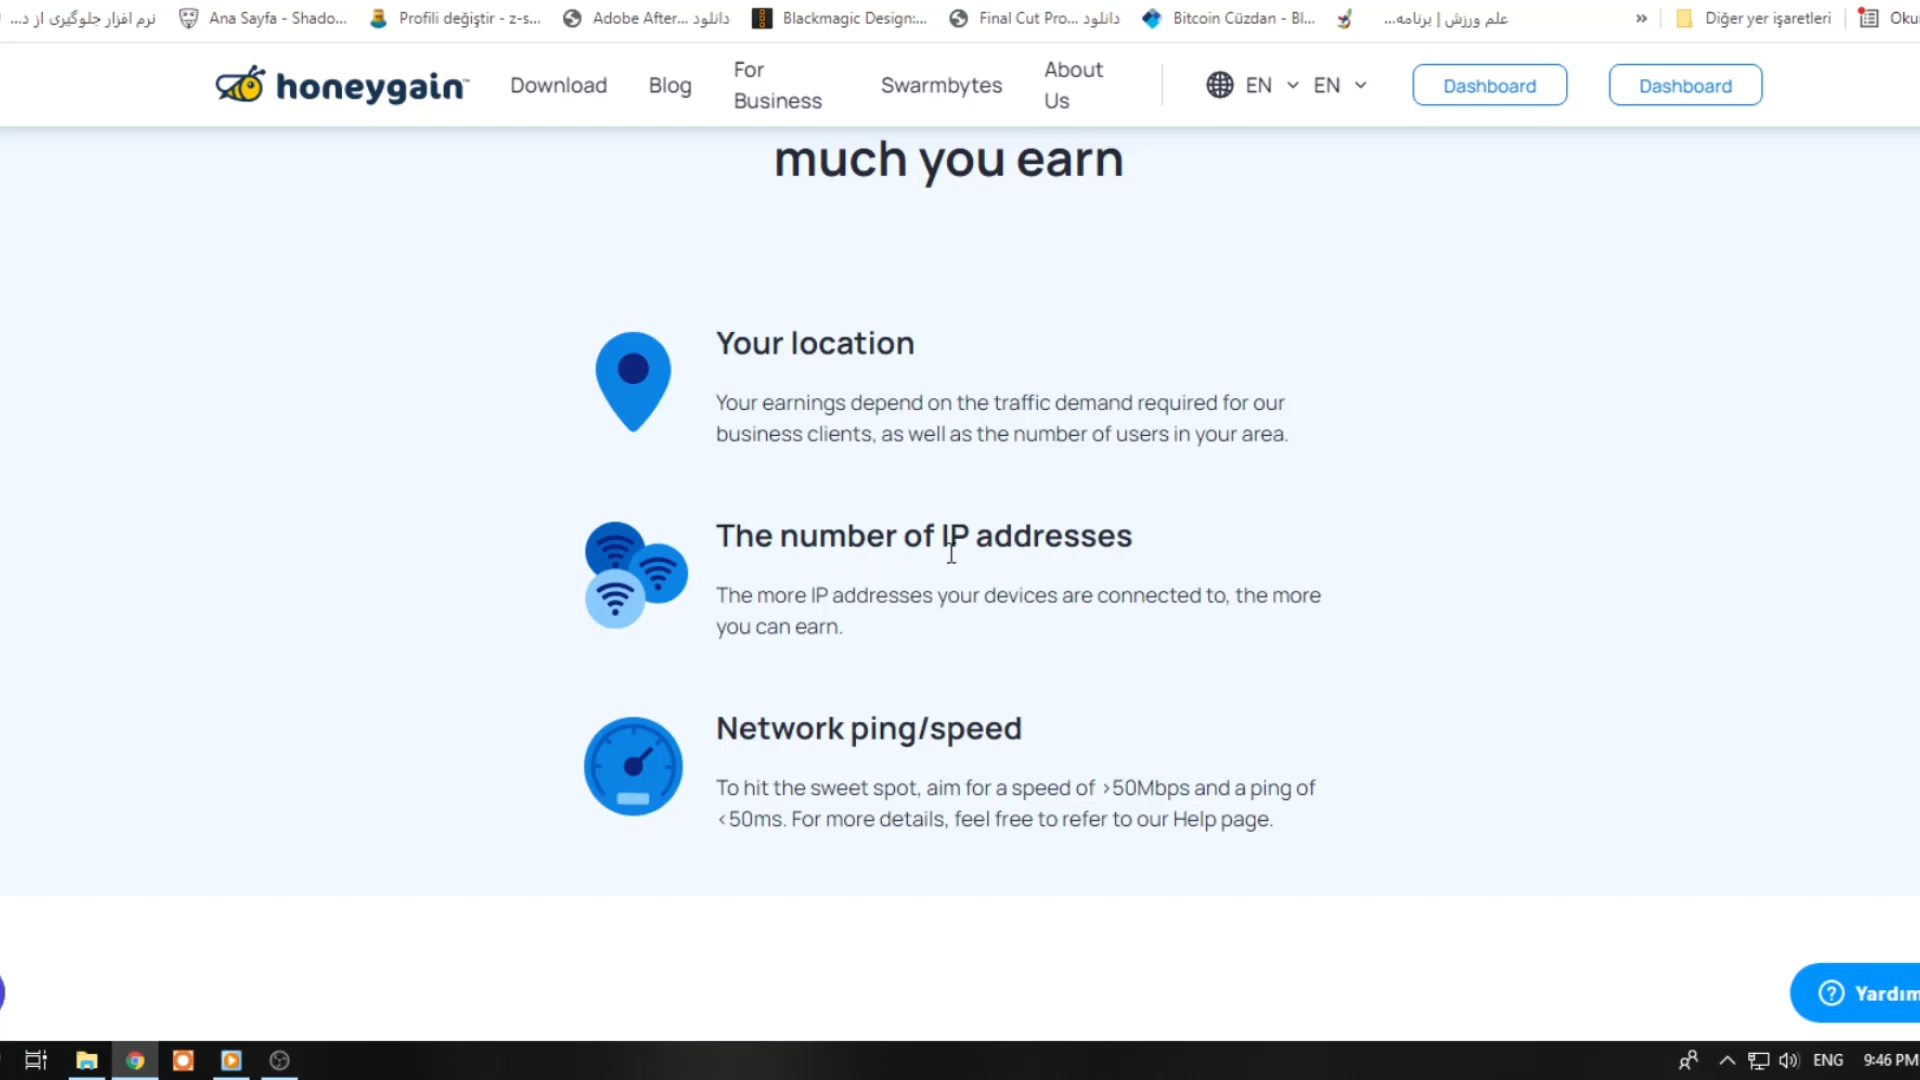 نرم افزار جلوگیری از د...
Ana Sayfa - Shado...
Profili değiştir - z-s...
دانلود Adobe After...
Blackmagic Design:...
دانلود Final Cut Pro...
Bitcoin Cüzdan - Bl...
علم ورزش | برنامه...
»
Diğer yer işaretleri
honeygain™
Download
Blog
For
Business
Swarmbytes
About
Us
EN
EN
Dashboard
Dashboard
much you earn
Your location
Your earnings depend on the traffic demand required for our
business clients, as well as the number of users in your area.
The number of IP addresses
The more IP addresses your devices are connected to, the more
you can earn.
Network ping/speed
To hit the sweet spot, aim for a speed of >50Mbps and a ping of
<50ms. For more details, feel free to refer to our Help page.
Yardım
ENG
9:46 PM